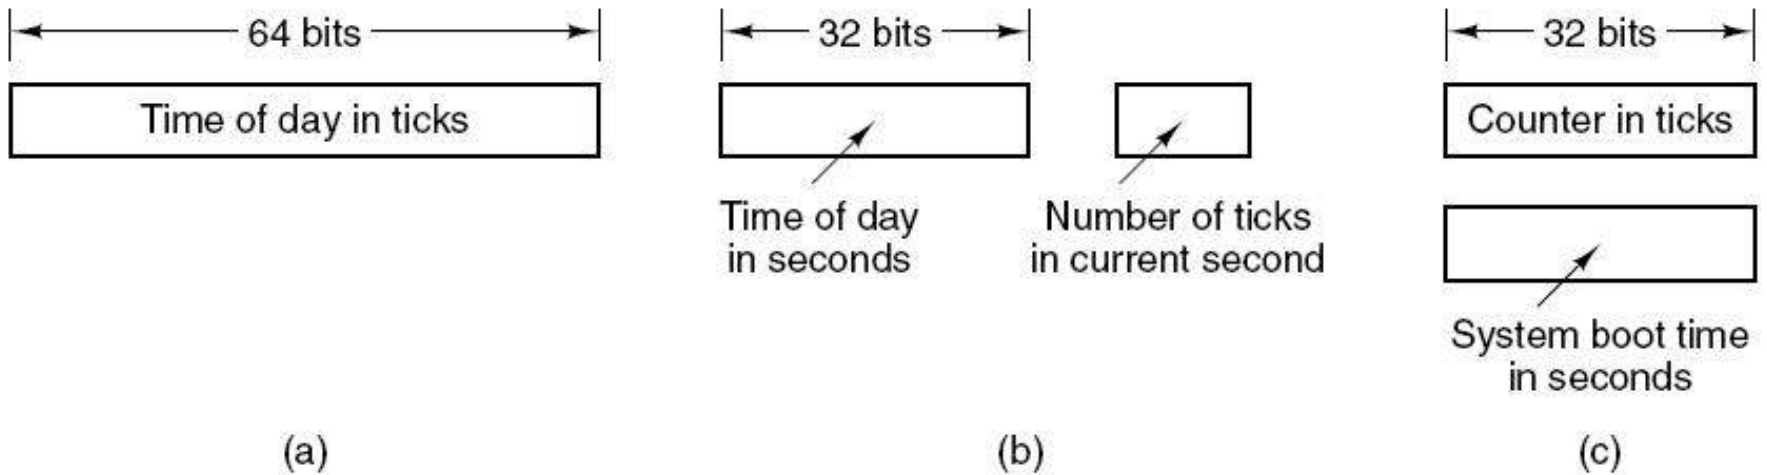 64 bits
32 bits
32 bits
Time of day in ticks
Counter in ticks
Time of day
in seconds
Number of ticks
in current second
System boot time
in seconds
(a)
(b)
(c)